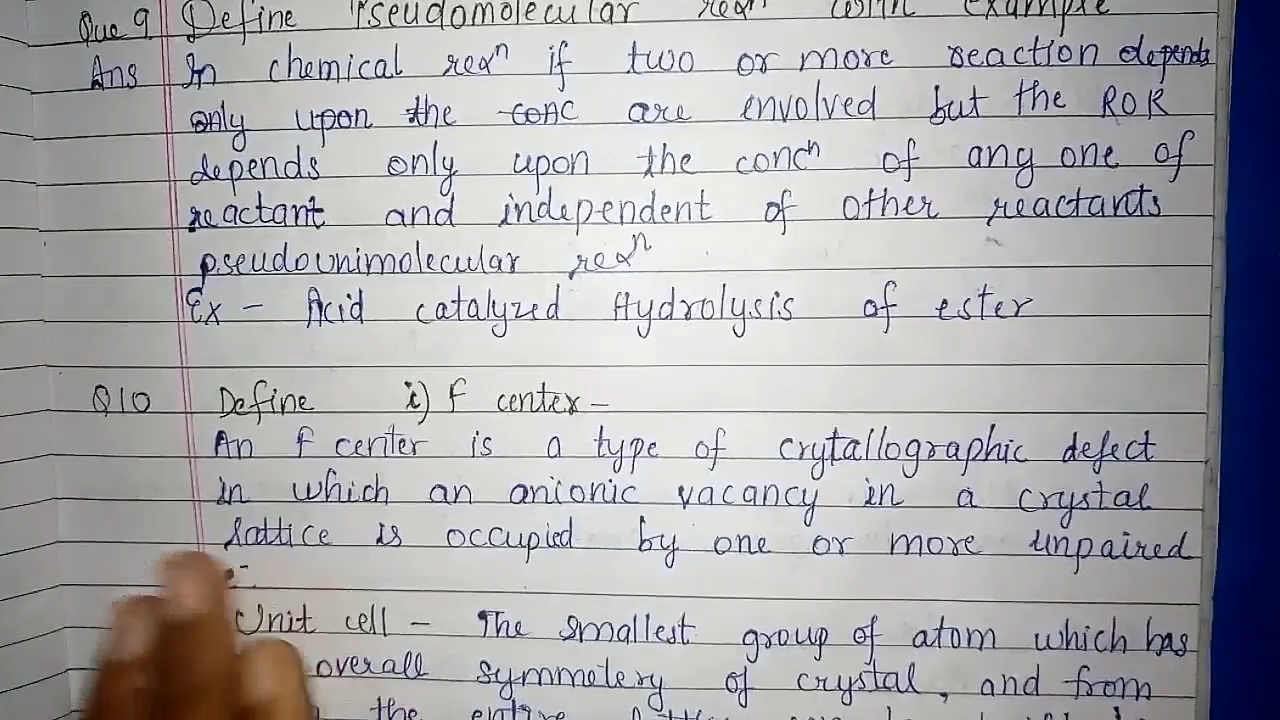 Que 9 Define Pseudomolecular reaⁿ with example
Ans In chemical reaⁿ if two or more reaction depends
only upon the conc are involved but the ROR
depends only upon the concⁿ of any one of
reactant and independent of other reactants
pseudounimolecular reaⁿ
Ex - Acid catalyzed Hydrolysis of ester
Q10 Define i) F center -
An F center is a type of crytallographic defect
in which an anionic vacancy in a crystal
lattice is occupied by one or more unpaired
Unit cell - The smallest group of atom which has
overall symmetery of crystal, and from
the entire